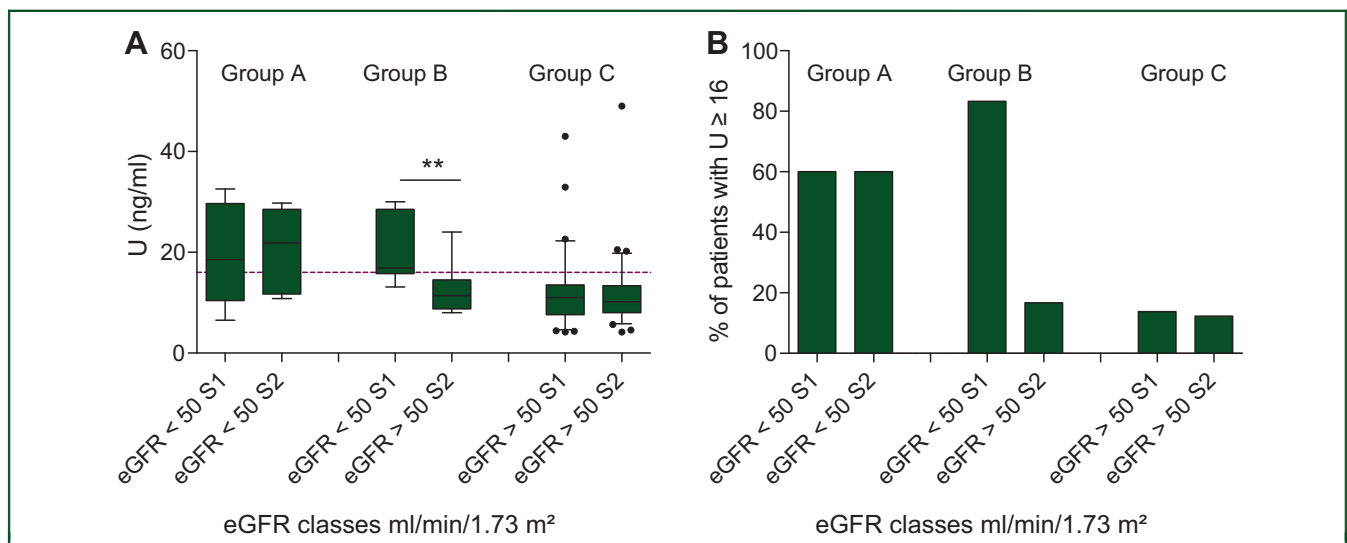 A
60
40
20
0
U (ng/ml)
Group A
Group B
Group C
**
eGFR < 50 S1
eGFR < 50 S2
eGFR < 50 S1
eGFR > 50 S2
eGFR > 50 S1
eGFR > 50 S2
eGFR classes ml/min/1.73 m²
B
100
80
60
40
20
0
% of patients with U ≥ 16
Group A
Group B
Group C
eGFR < 50 S1
eGFR < 50 S2
eGFR < 50 S1
eGFR > 50 S2
eGFR > 50 S1
eGFR > 50 S2
eGFR classes ml/min/1.73 m²